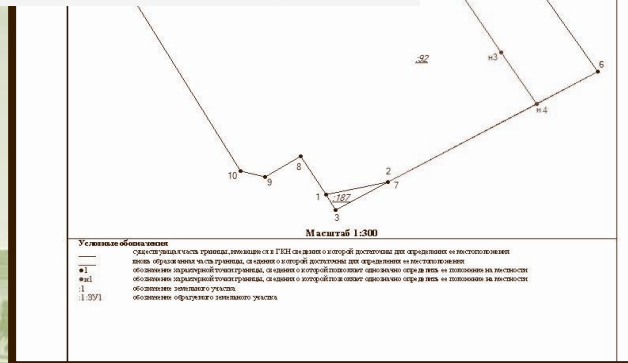 :92
н3
6
н4
10
9
8
2
7
1
:187
3
Масштаб 1:300
Условные обозначения
существующая часть границы, имеющиеся в ГКН сведения о которой достаточны для определения ее местоположения
вновь образованная часть границы, сведения о которой достаточны для определения ее местоположения
●1 обозначение характерной точки границы, сведения о которой позволяют однозначно определить ее положение на местности
●н1 обозначение характерной точки границы, сведения о которой позволяют однозначно определить ее положение на местности
:1 обозначение земельного участка
:1:ЗУ1 обозначение образуемого земельного участка